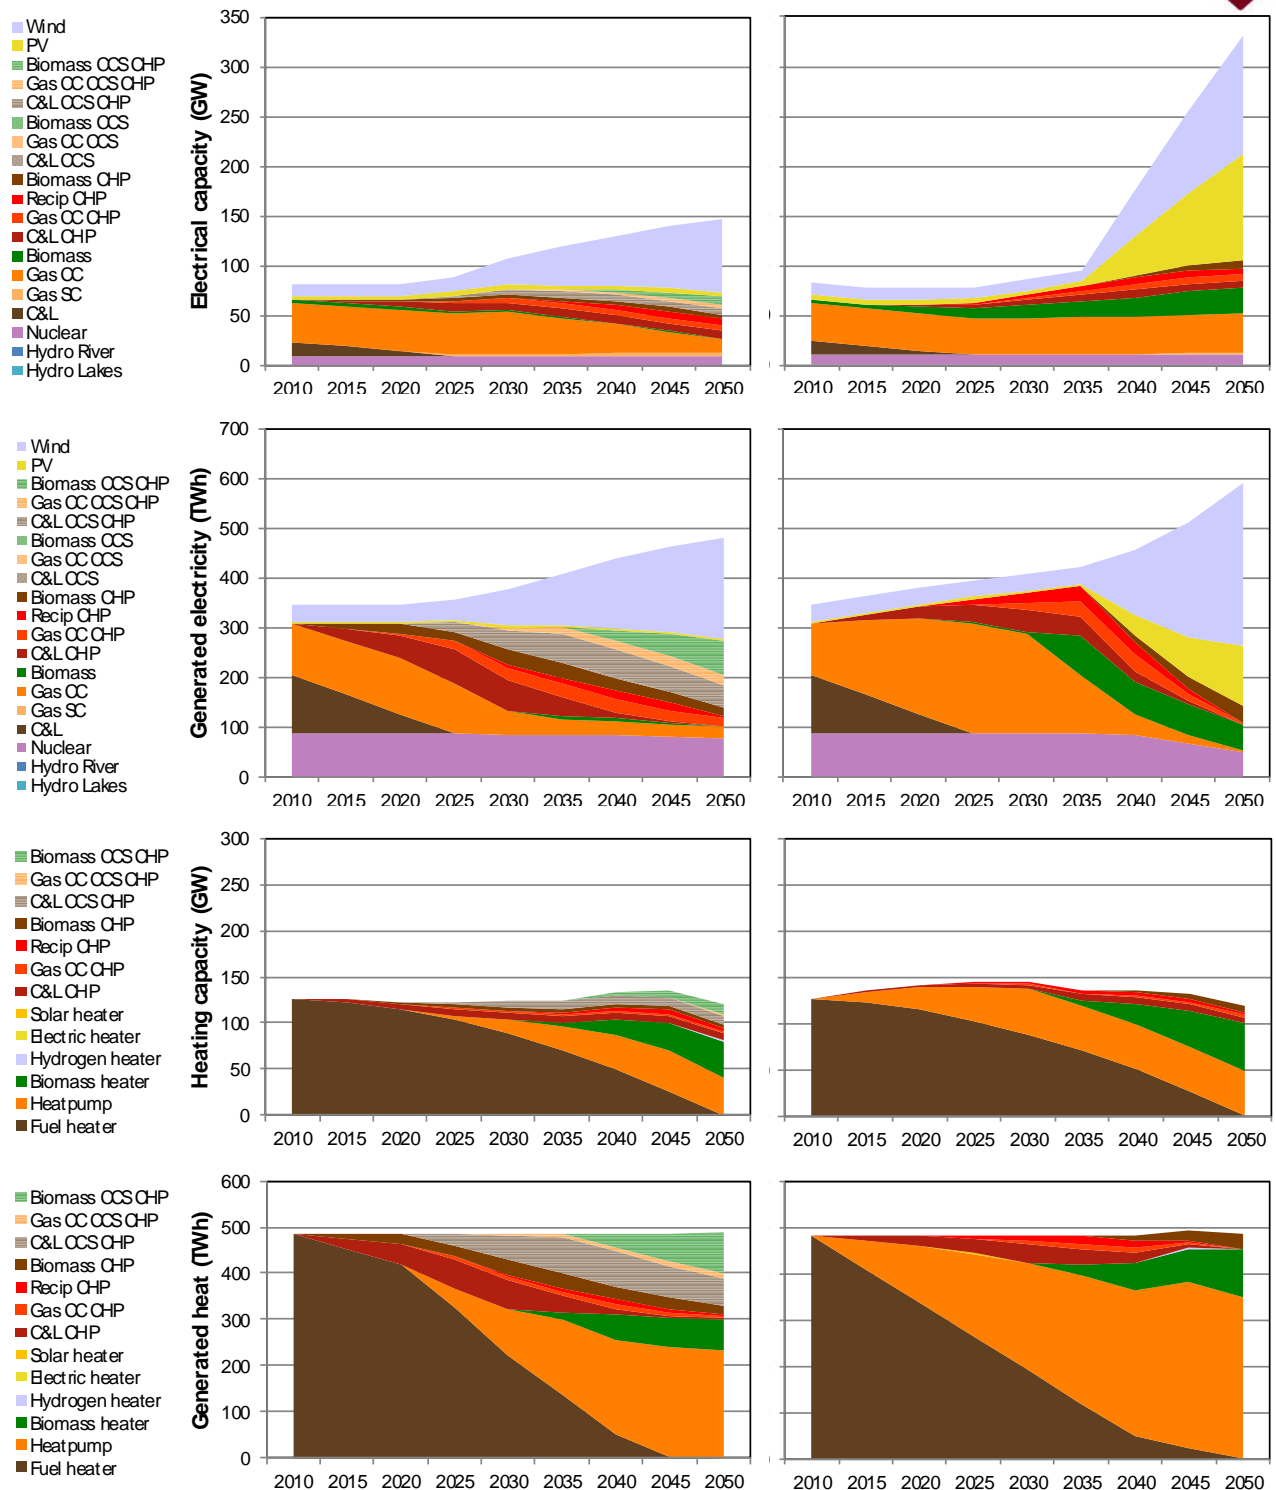 Wind
PV
Biomass CCS CHP
Gas CC CCS CHP
C&L CCS CHP
Biomass CCS
Gas CC CCS
C&L CCS
Biomass CHP
Recip CHP
Gas CC CHP
C&L CHP
Biomass
Gas CC
Gas SC
C&L
Nuclear
Hydro River
Hydro Lakes
Electrical capacity (GW)
350
300
250
200
150
100
50
0
2010 2015 2020 2025 2030 2035 2040 2045 2050
2010 2015 2020 2025 2030 2035 2040 2045 2050
Wind
PV
Biomass CCS CHP
Gas CC CCS CHP
C&L CCS CHP
Biomass CCS
Gas CC CCS
C&L CCS
Biomass CHP
Recip CHP
Gas CC CHP
C&L CHP
Biomass
Gas CC
Gas SC
C&L
Nuclear
Hydro River
Hydro Lakes
Generated electricity (TWh)
700
600
500
400
300
200
100
0
2010 2015 2020 2025 2030 2035 2040 2045 2050
2010 2015 2020 2025 2030 2035 2040 2045 2050
Biomass CCS CHP
Gas CC CCS CHP
C&L CCS CHP
Biomass CHP
Recip CHP
Gas CC CHP
C&L CHP
Solar heater
Electric heater
Hydrogen heater
Biomass heater
Heat pump
Fuel heater
Heating capacity (GW)
300
250
200
150
100
50
0
2010 2015 2020 2025 2030 2035 2040 2045 2050
2010 2015 2020 2025 2030 2035 2040 2045 2050
Biomass CCS CHP
Gas CC CCS CHP
C&L CCS CHP
Biomass CHP
Recip CHP
Gas CC CHP
C&L CHP
Solar heater
Electric heater
Hydrogen heater
Biomass heater
Heat pump
Fuel heater
Generated heat (TWh)
600
500
400
300
200
100
0
2010 2015 2020 2025 2030 2035 2040 2045 2050
2010 2015 2020 2025 2030 2035 2040 2045 2050